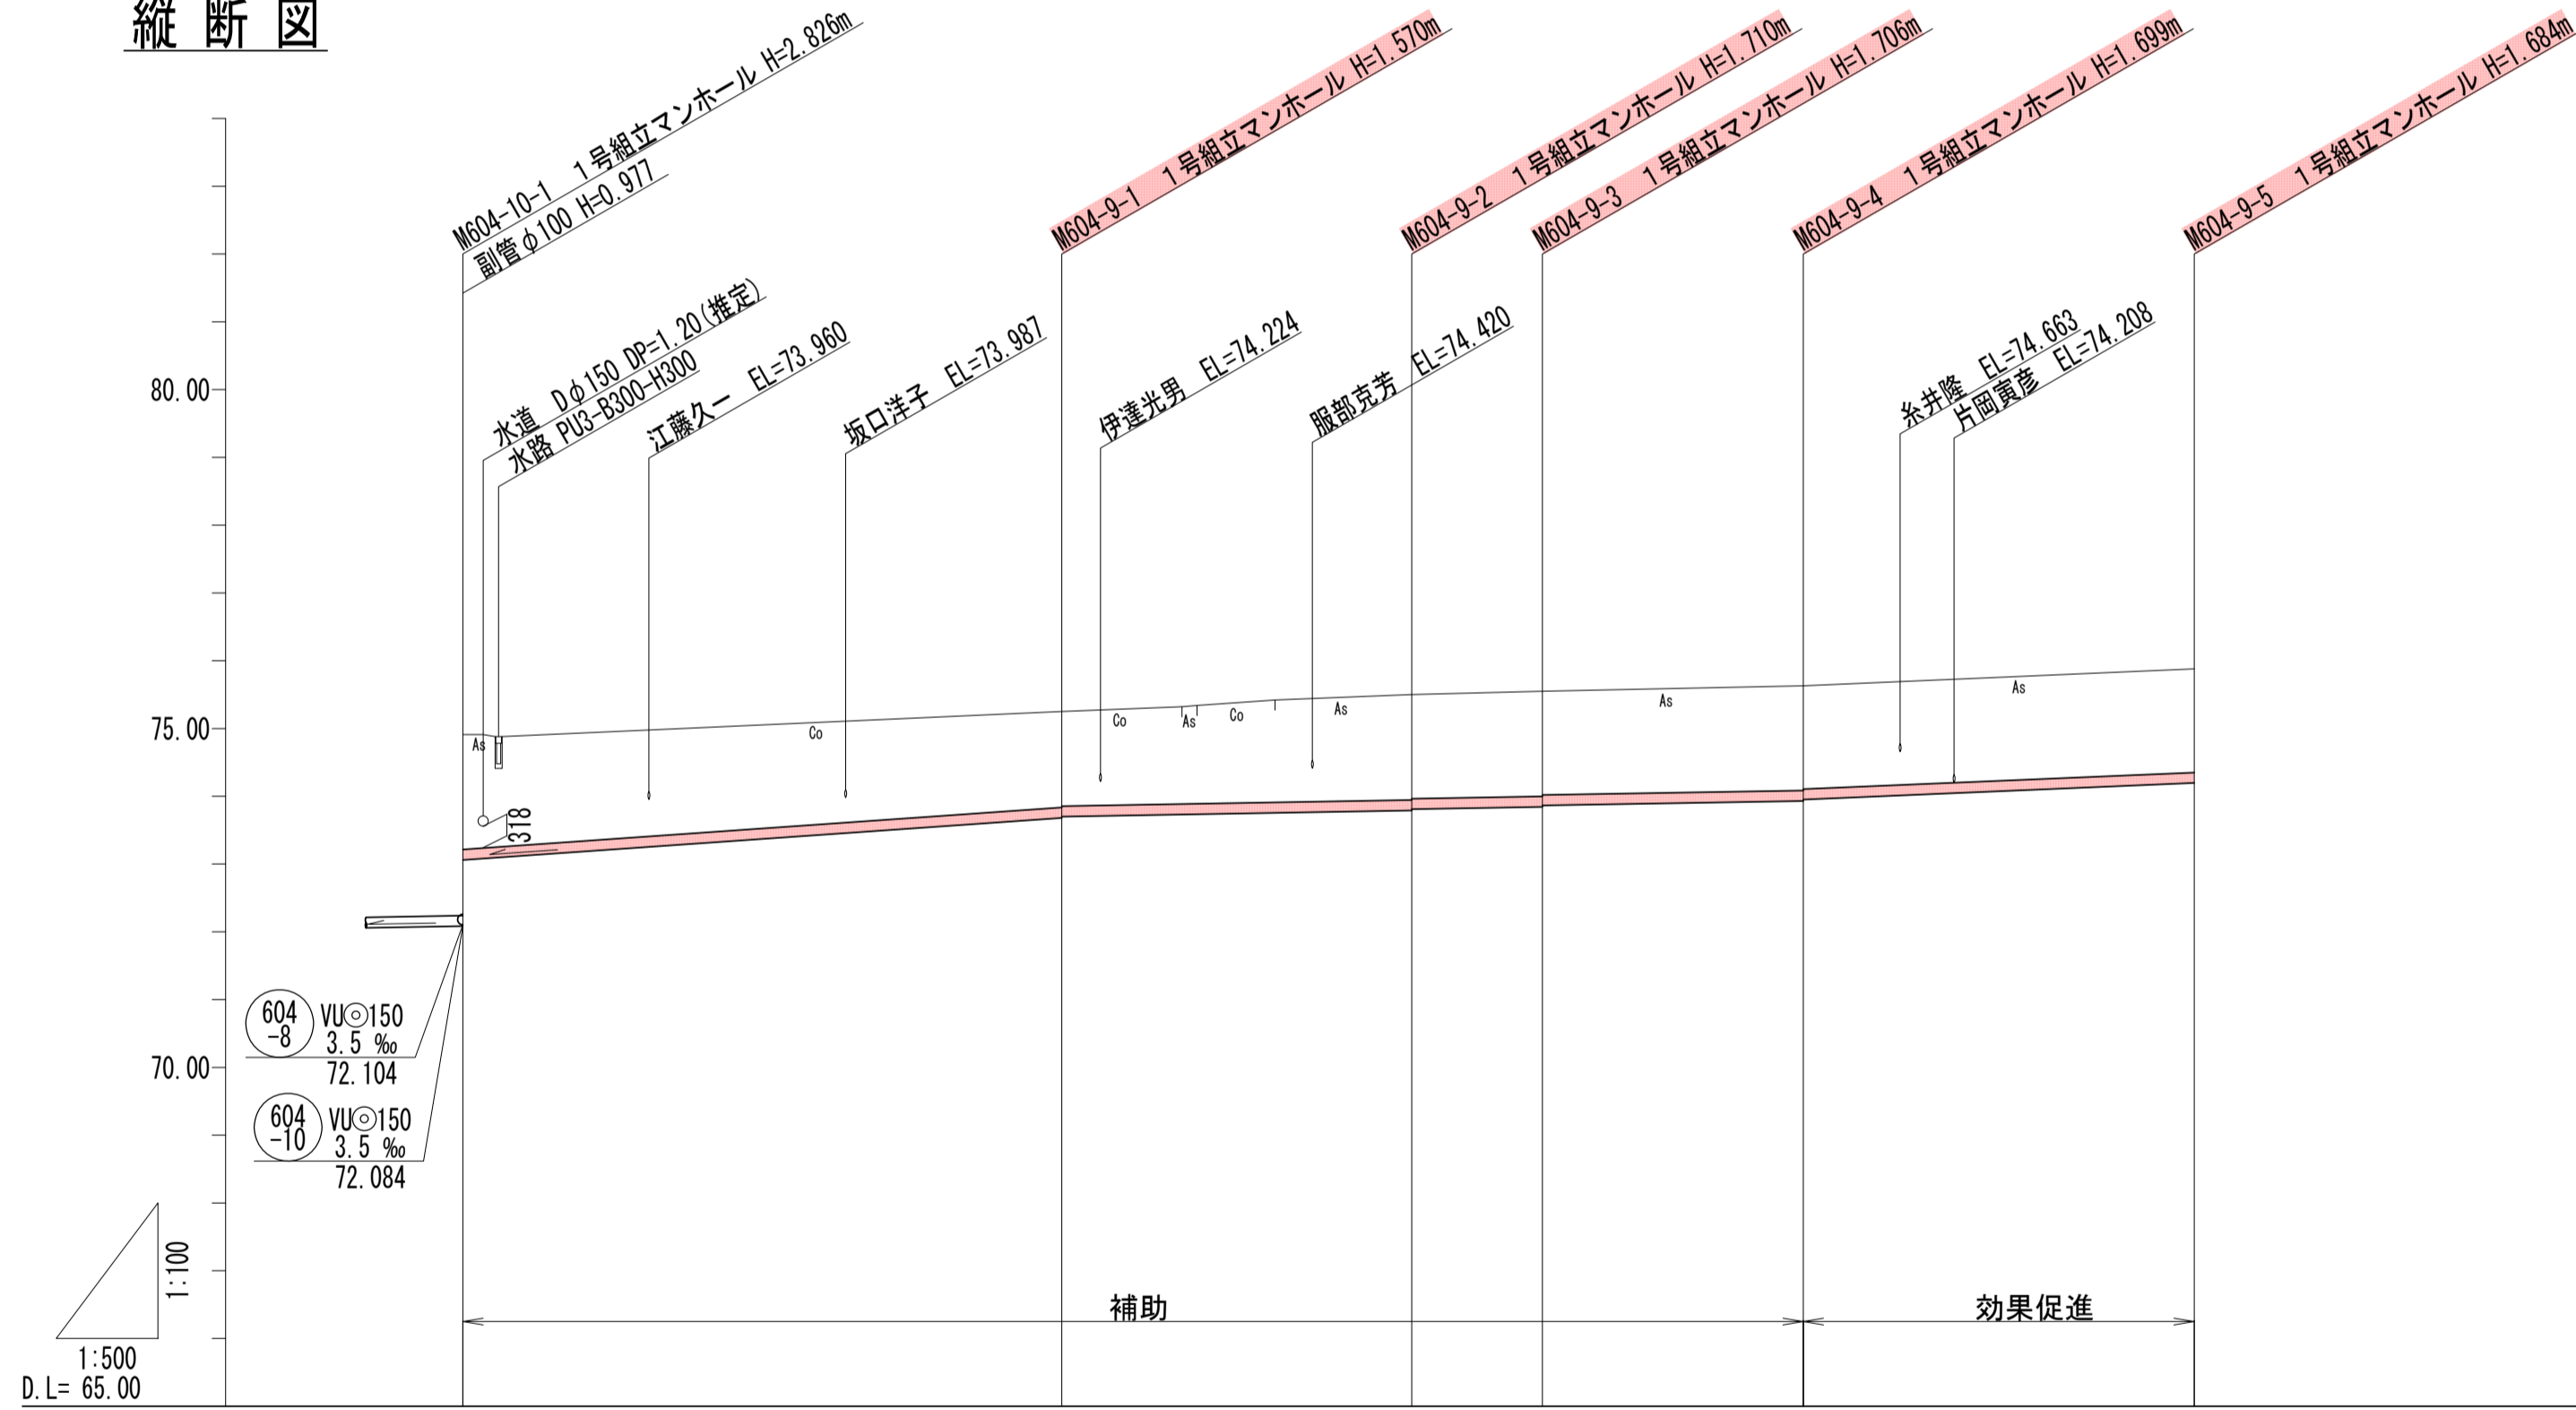 縦断図
M604-10-1　１号組立マンホール H=2.826m
副管φ100 H=0.977
M604-9-1　１号組立マンホール H=1.570m
M604-9-2　１号組立マンホール H=1.710m
M604-9-3　１号組立マンホール H=1.706m
M604-9-4　１号組立マンホール H=1.699m
M604-9-5　１号組立マンホール H=1.684m
水道　Dφ150 DP=1.20(推定)
水路 PU3-B300-H300
江藤久一　EL=73.960
坂口洋子　EL=73.987
伊達光男　EL=74.224
服部克芳　EL=74.420
糸井隆　EL=74.663
片岡寅彦　EL=74.208
80.00
75.00
As
Co
Co
As
Co
As
As
As
318
70.00
604
-8
VU◎150
3.5 ‰
72.104
604
-10
VU◎150
3.5 ‰
72.084
1:100
1:500
D.L= 65.00
補助
効果促進